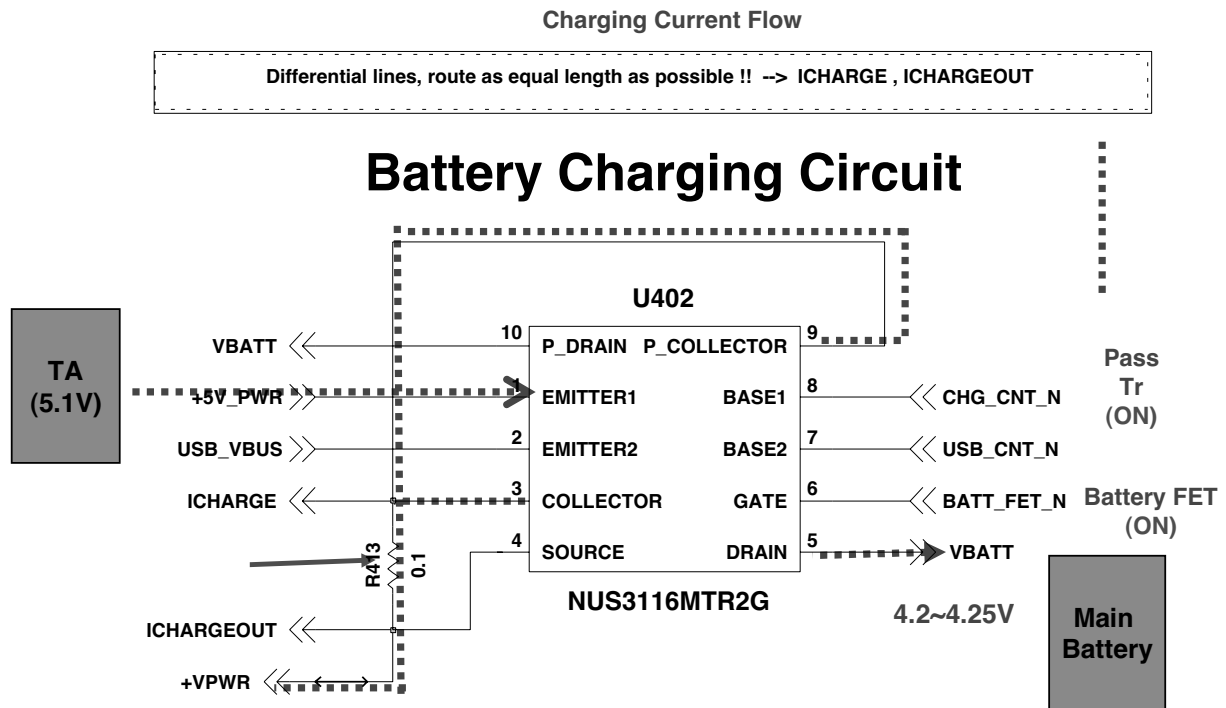 Charging Current Flow
Differential lines, route as equal length as possible !! --> ICHARGE , ICHARGEOUT
Battery Charging Circuit
U402
TA
(5.1V)
VBATT
10
P_DRAIN
P_COLLECTOR
9
+5V_PWR
1
EMITTER1
BASE1
8
CHG_CNT_N
Pass
Tr
(ON)
USB_VBUS
2
EMITTER2
BASE2
7
USB_CNT_N
ICHARGE
3
COLLECTOR
GATE
6
BATT_FET_N
Battery FET
(ON)
4
SOURCE
DRAIN
5
VBATT
R413
0.1
NUS3116MTR2G
4.2~4.25V
Main
Battery
ICHARGEOUT
+VPWR